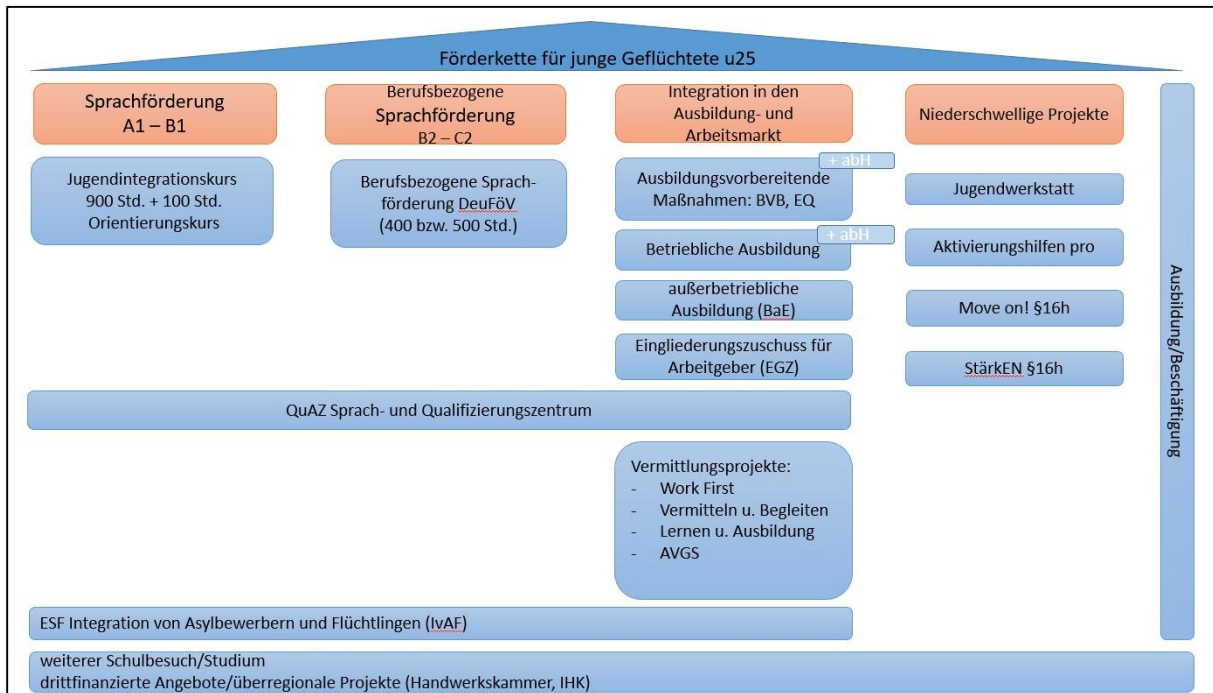 Förderkette für junge Geflüchtete u25
Sprachförderung
A1 – B1
Berufsbezogene
Sprachförderung
B2 – C2
Integration in den
Ausbildung- und
Arbeitsmarkt
Niederschwellige Projekte
Jugendintegrationskurs
900 Std. + 100 Std.
Orientierungskurs
Berufsbezogene Sprach-
förderung DeuFöV
(400 bzw. 500 Std.)
+ abH
Ausbildungsvorbereitende
Maßnahmen: BVB, EQ
+ abH
Betriebliche Ausbildung
außerbetriebliche
Ausbildung (BaE)
Eingliederungszuschuss für
Arbeitgeber (EGZ)
Jugendwerkstatt
Aktivierungshilfen pro
Move on! §16h
StärkEN §16h
QuAZ Sprach- und Qualifizierungszentrum
Vermittlungsprojekte:
- Work First
- Vermitteln u. Begleiten
- Lernen u. Ausbildung
- AVGS
ESF Integration von Asylbewerbern und Flüchtlingen (IvAF)
Ausbildung/Beschäftigung
weiterer Schulbesuch/Studium
drittfinanzierte Angebote/überregionale Projekte (Handwerkskammer, IHK)